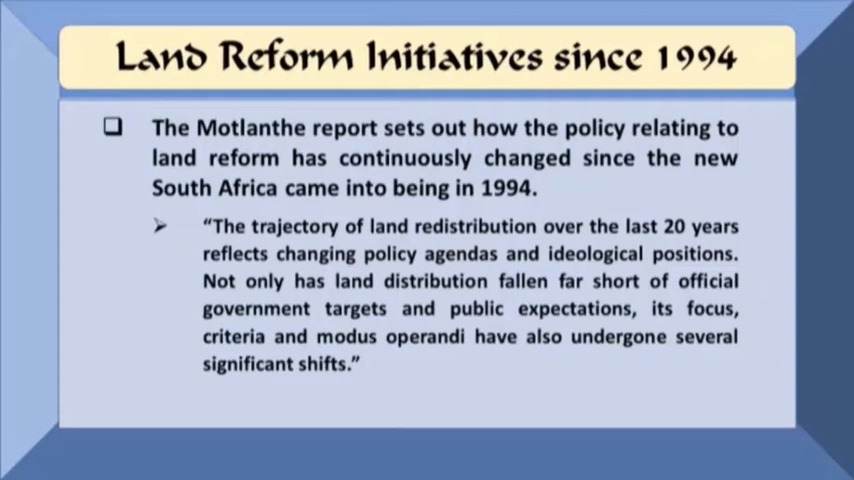 Land Reform Initiatives since 1994
The Motlanthe report sets out how the policy relating to
land reform has continuously changed since the new
South Africa came into being in 1994.
“The trajectory of land redistribution over the last 20 years
reflects changing policy agendas and ideological positions.
Not only has land distribution fallen far short of official
government targets and public expectations, its focus,
criteria and modus operandi have also undergone several
significant shifts.”